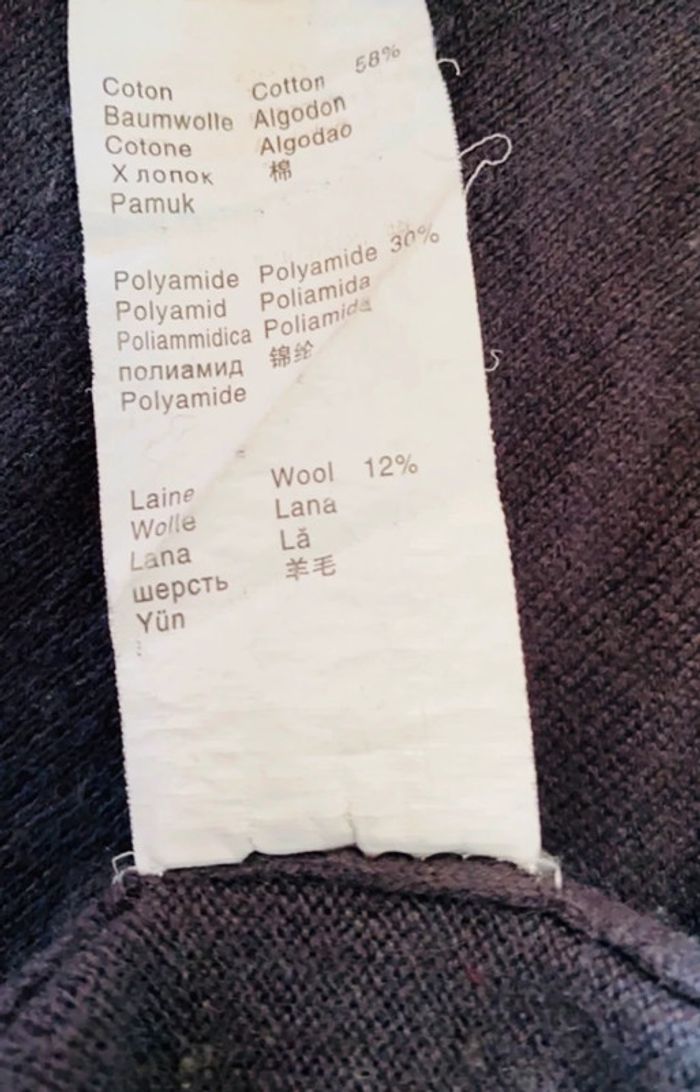 Coton Cotton 58%
Baumwolle Algodon
Cotone Algodao
Х лопок 棉
Pamuk
Polyamide Polyamide 30%
Polyamid Poliamida
Poliammidica Poliamida
полиамид 锦纶
Polyamide
Laine Wool 12%
Wolle Lana
Lana Lă
шерсть 羊毛
Yün